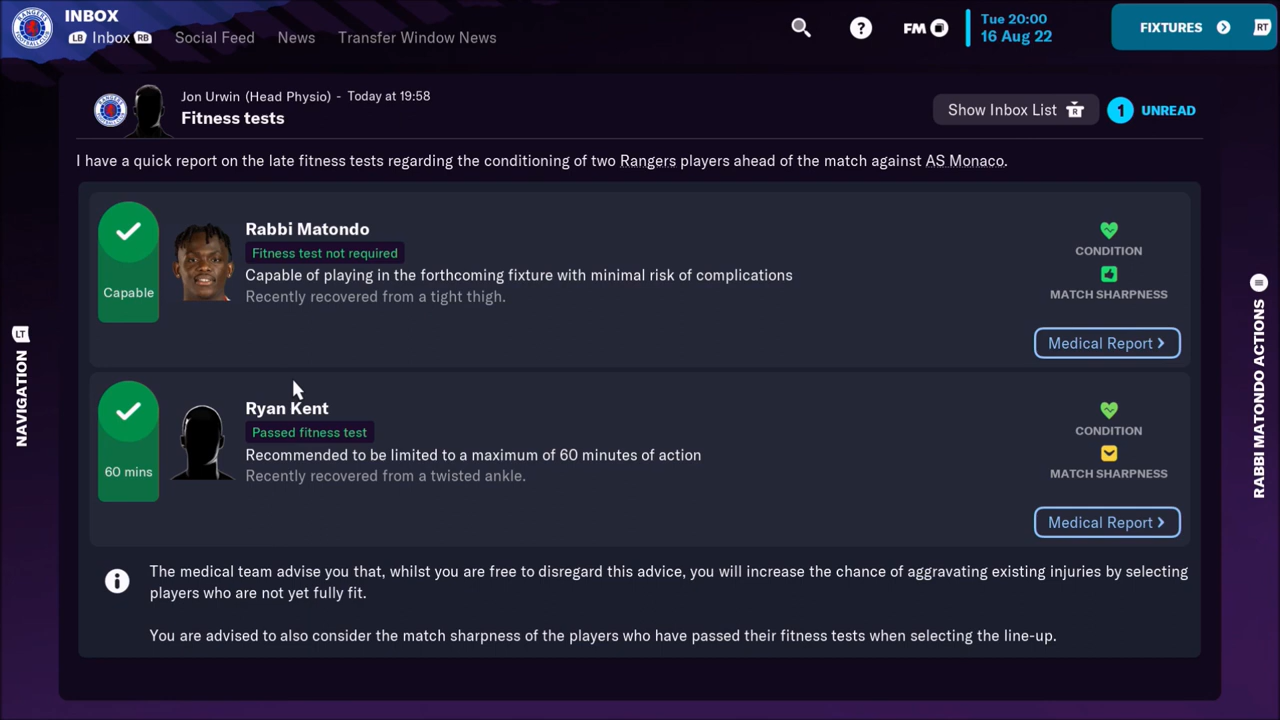 INBOX
LB Inbox RB Social Feed News Transfer Window News
? FM Tue 20:00
16 Aug 22
FIXTURES RT
Jon Urwin (Head Physio) - Today at 19:58
Fitness tests
Show Inbox List R 1 UNREAD
I have a quick report on the late fitness tests regarding the conditioning of two Rangers players ahead of the match against AS Monaco.
Capable
Rabbi Matondo
Fitness test not required
Capable of playing in the forthcoming fixture with minimal risk of complications
Recently recovered from a tight thigh.
CONDITION
MATCH SHARPNESS
Medical Report
60 mins
Ryan Kent
Passed fitness test
Recommended to be limited to a maximum of 60 minutes of action
Recently recovered from a twisted ankle.
CONDITION
MATCH SHARPNESS
Medical Report
The medical team advise you that, whilst you are free to disregard this advice, you will increase the chance of aggravating existing injuries by selecting
players who are not yet fully fit.
You are advised to also consider the match sharpness of the players who have passed their fitness tests when selecting the line-up.
LT NAVIGATION
RABBI MATONDO ACTIONS